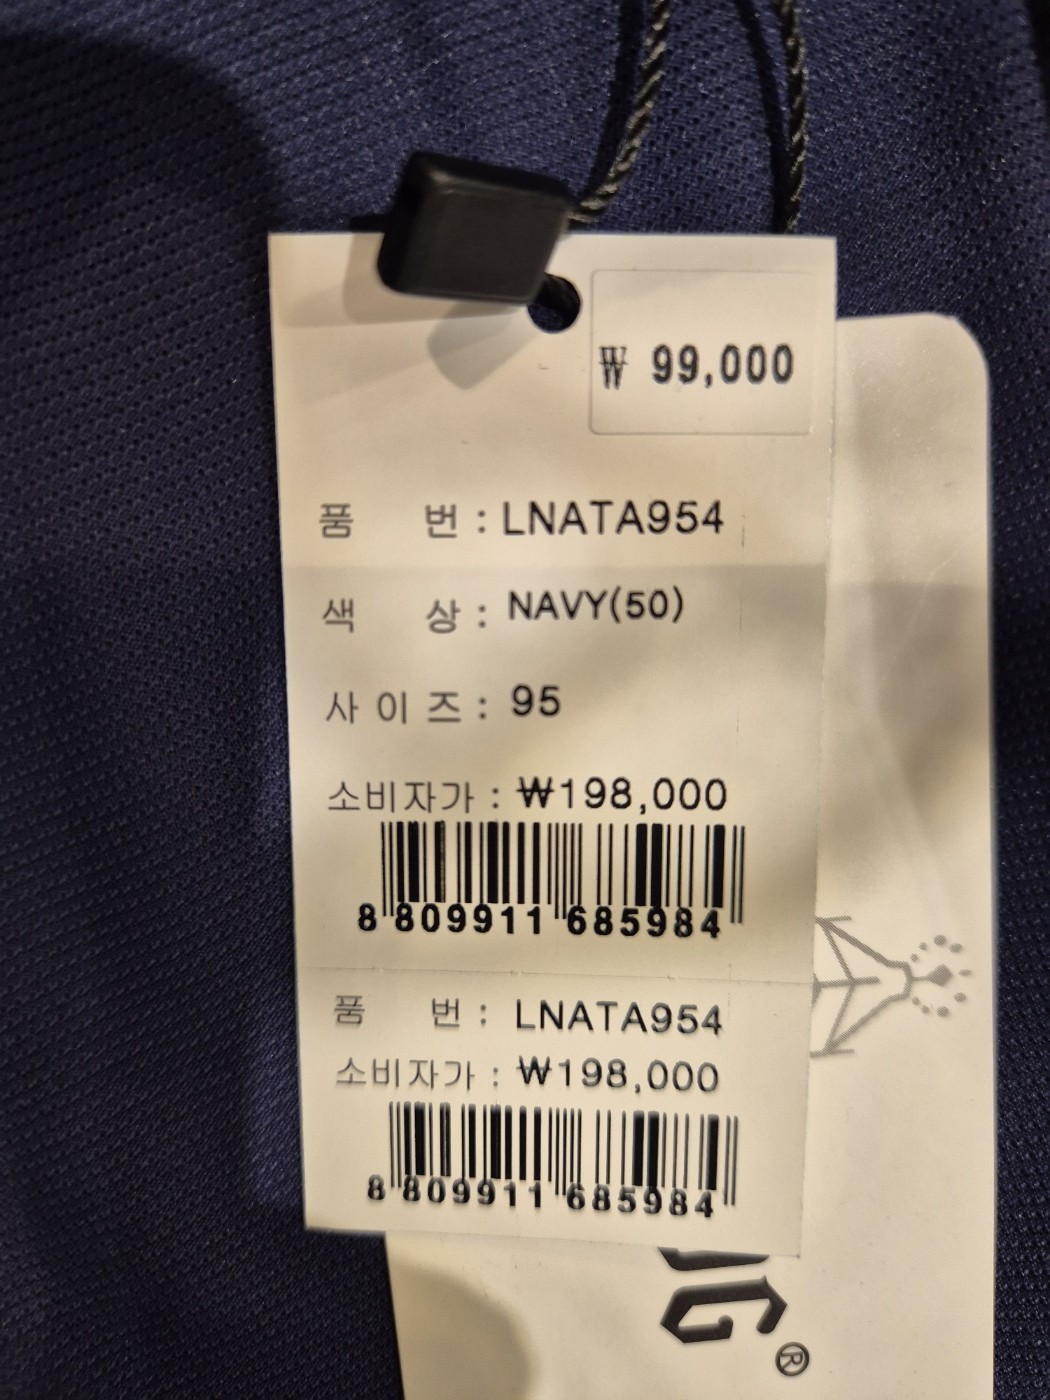 ₩ 99,000
품 번 : LNATA954
색 상 : NAVY(50)
사 이 즈 : 95
소비자가 : ₩198,000
8 809911 685984
품 번 : LNATA954
소비자가 : ₩198,000
8 809911 685984
®